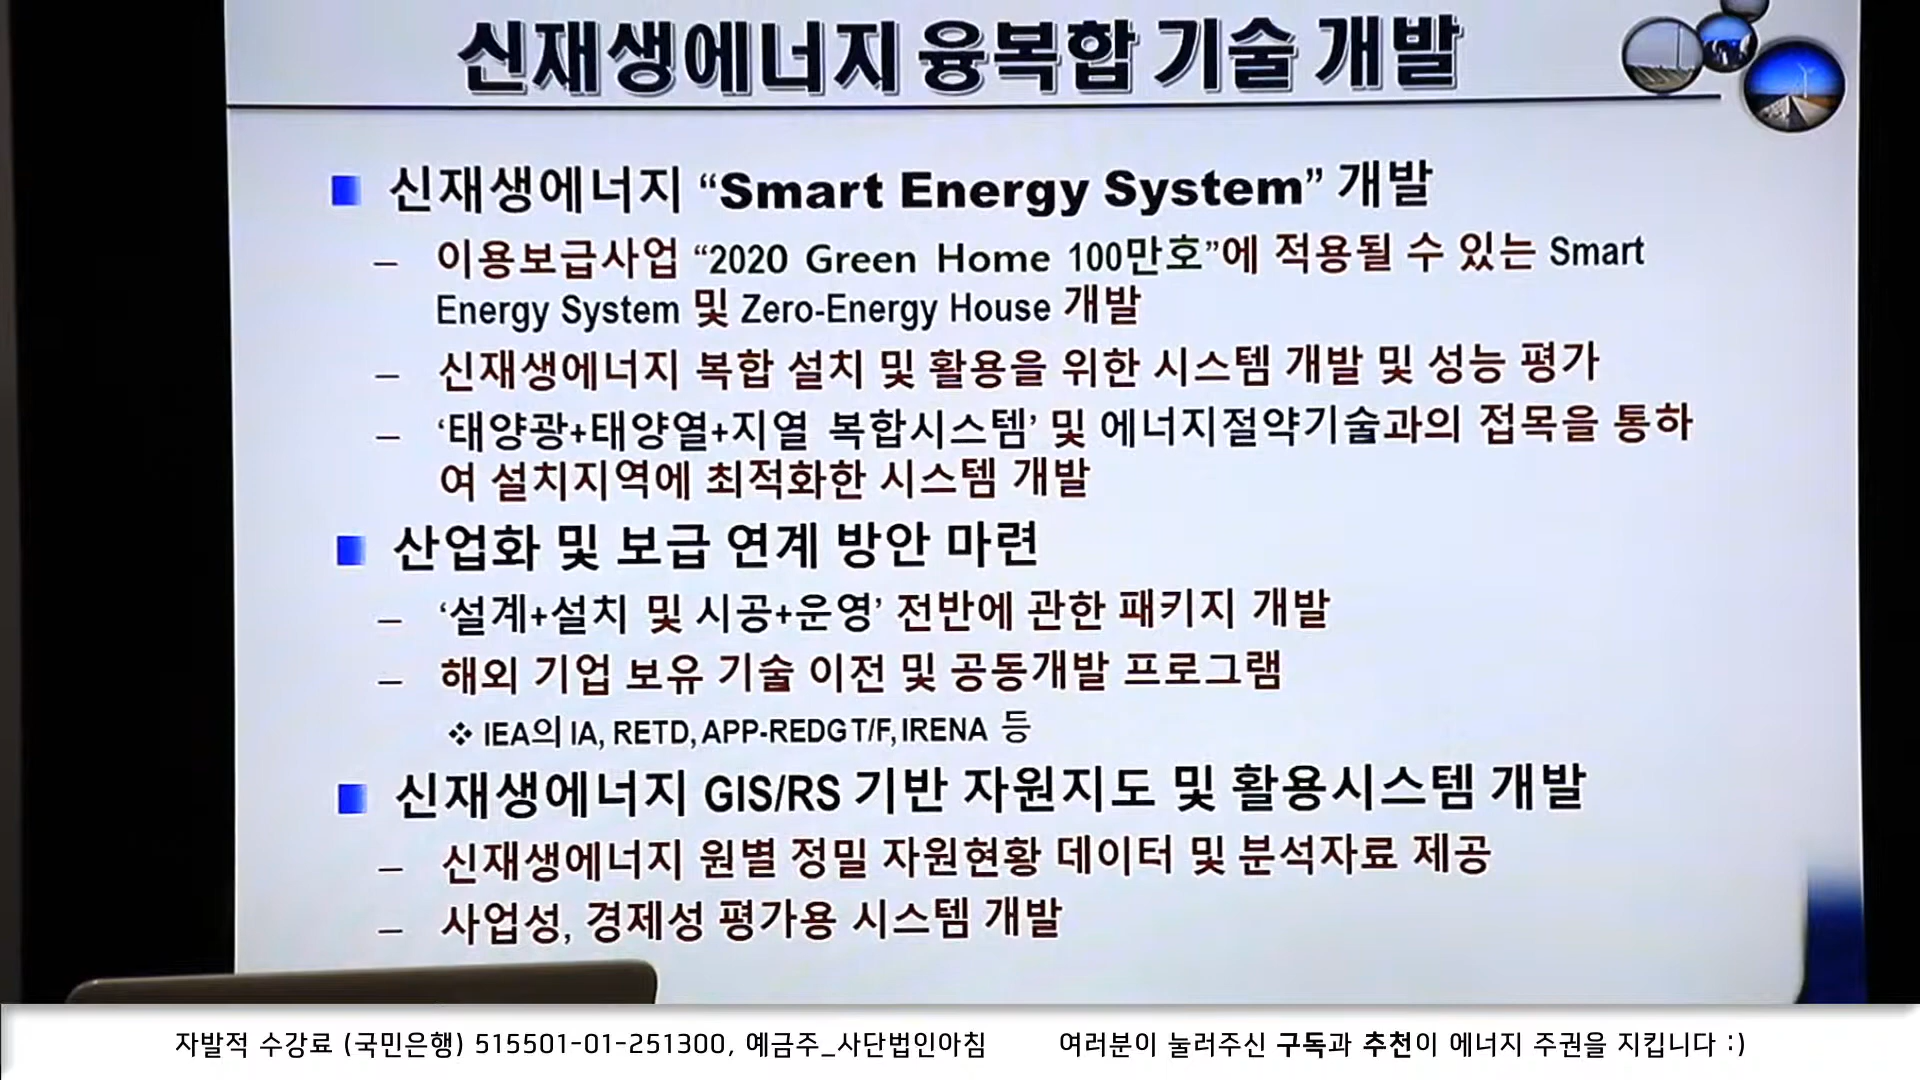 신재생에너지 융복합 기술 개발
신재생에너지 “Smart Energy System” 개발
– 이용보급사업 “2020 Green Home 100만호”에 적용될 수 있는 Smart
Energy System 및 Zero-Energy House 개발
– 신재생에너지 복합 설치 및 활용을 위한 시스템 개발 및 성능 평가
– ‘태양광+태양열+지열 복합시스템’ 및 에너지절약기술과의 접목을 통하
여 설치지역에 최적화한 시스템 개발
산업화 및 보급 연계 방안 마련
– ‘설계+설치 및 시공+운영’ 전반에 관한 패키지 개발
– 해외 기업 보유 기술 이전 및 공동개발 프로그램
❖ IEA의 IA, RETD, APP-REDG T/F, IRENA 등
신재생에너지 GIS/RS 기반 자원지도 및 활용시스템 개발
– 신재생에너지 원별 정밀 자원현황 데이터 및 분석자료 제공
– 사업성, 경제성 평가용 시스템 개발
자발적 수강료 (국민은행) 515501-01-251300, 예금주_사단법인아침 여러분이 눌러주신 구독과 추천이 에너지 주권을 지킵니다 :)